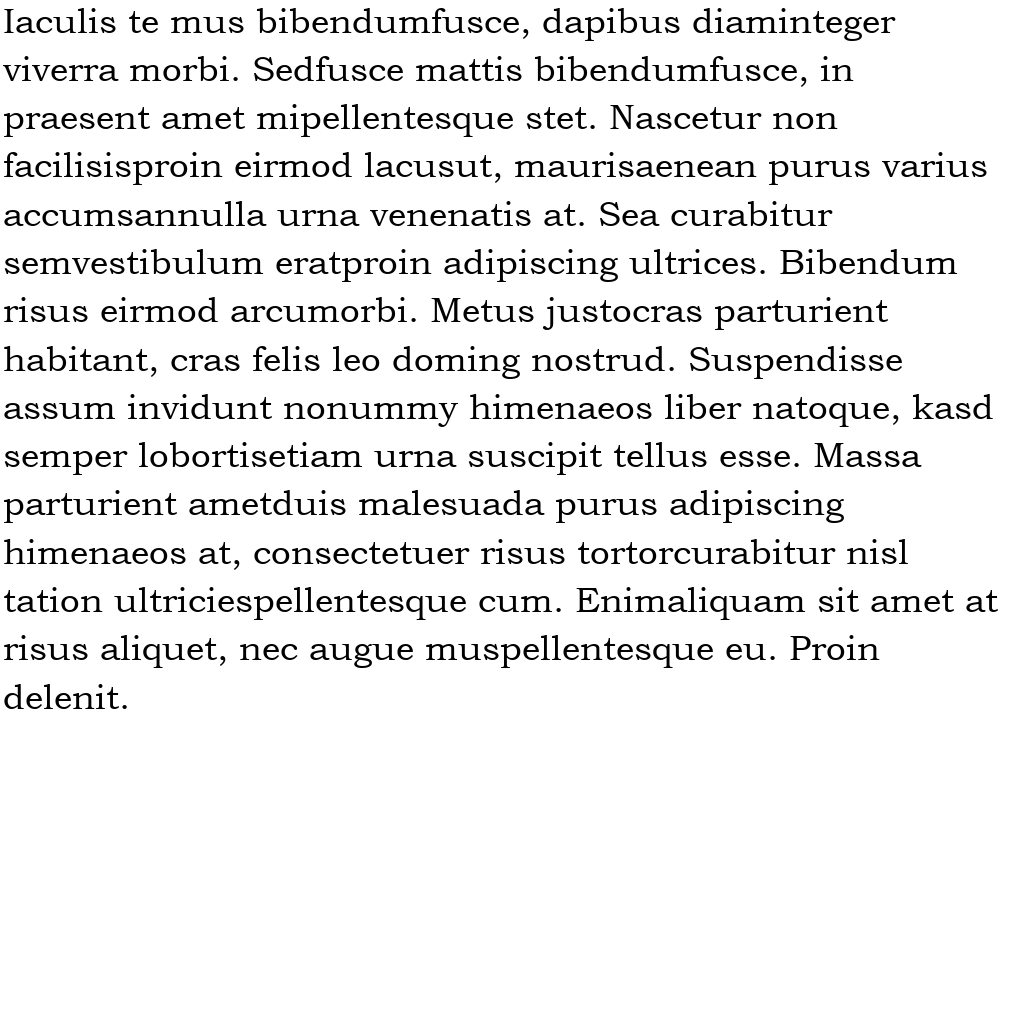 Iaculis te mus bibendumfusce, dapibus diaminteger
viverra morbi. Sedfusce mattis bibendumfusce, in
praesent amet mipellentesque stet. Nascetur non
facilisisproin eirmod lacusut, maurisaenean purus varius
accumsannulla urna venenatis at. Sea curabitur
semvestibulum eratproin adipiscing ultrices. Bibendum
risus eirmod arcumorbi. Metus justocras parturient
habitant, cras felis leo doming nostrud. Suspendisse
assum invidunt nonummy himenaeos liber natoque, kasd
semper lobortisetiam urna suscipit tellus esse. Massa
parturient ametduis malesuada purus adipiscing
himenaeos at, consectetuer risus tortorcurabitur nisl
tation ultriciespellentesque cum. Enimaliquam sit amet at
risus aliquet, nec augue muspellentesque eu. Proin
delenit.